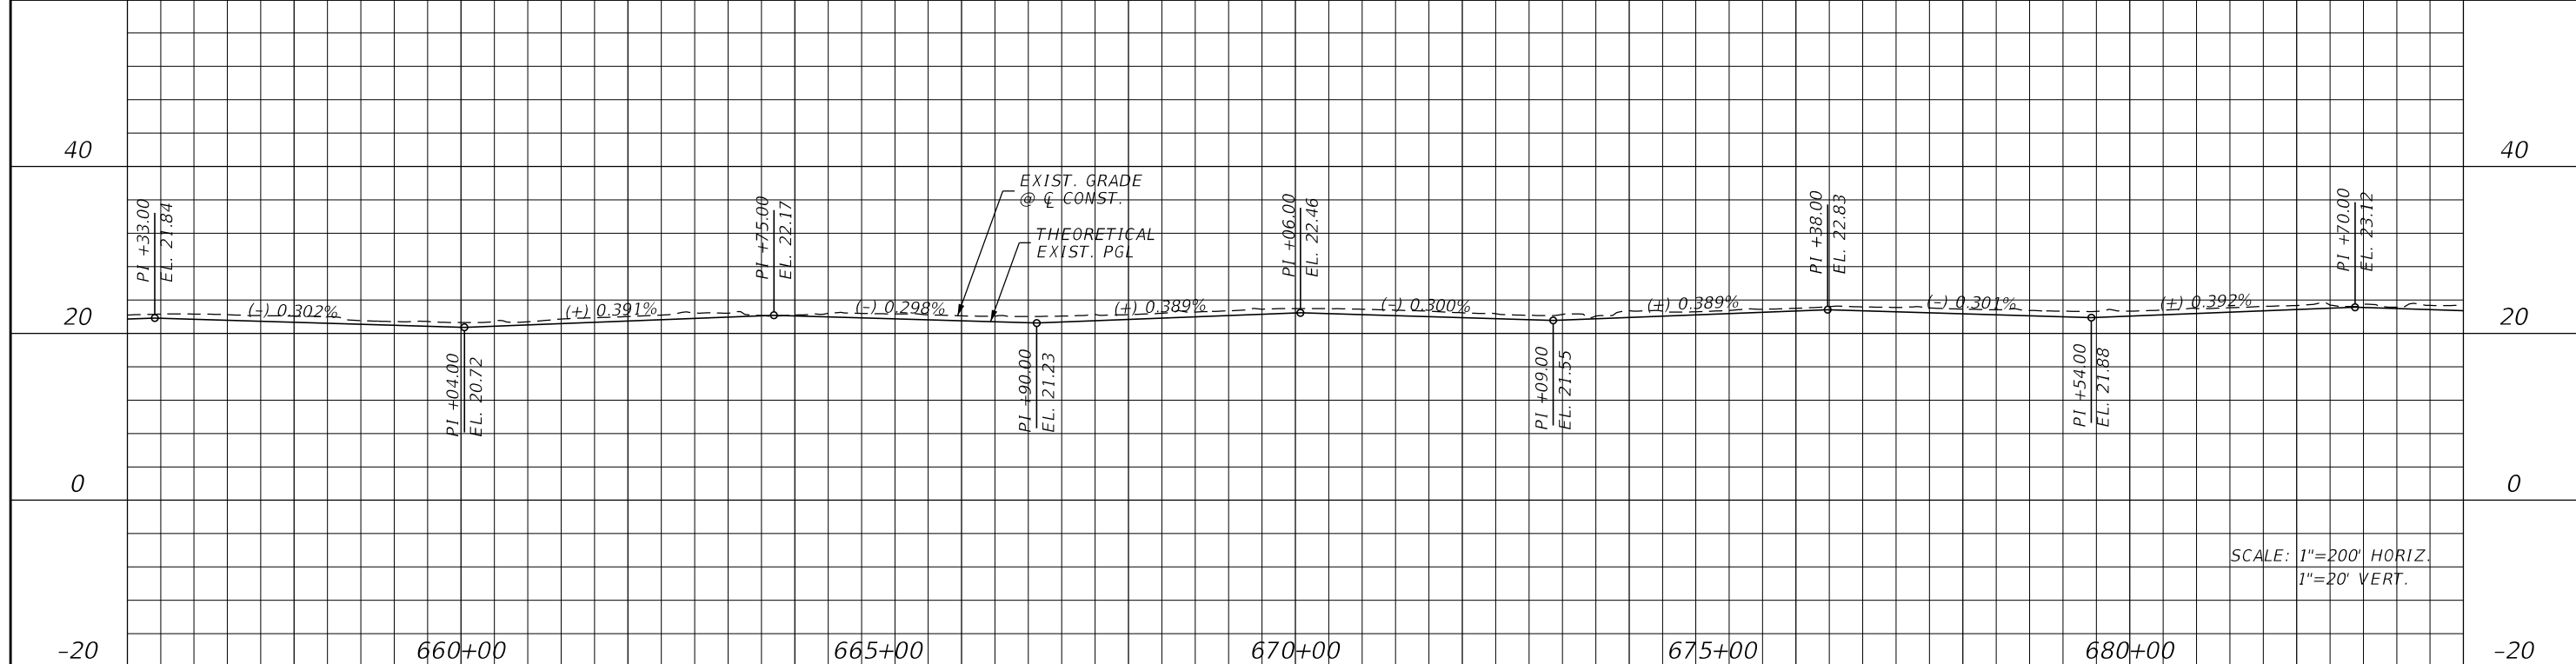 40
40
EXIST. GRADE
@ ℄ CONST.
THEORETICAL
EXIST. PGL
PI +33.00
EL. 21.84
PI +75.00
EL. 22.17
PI +06.00
EL. 22.46
PI +38.00
EL. 22.83
PI +70.00
EL. 23.12
20
(-) 0.302%
(+) 0.391%
(-) 0.298%
(+) 0.389%
(-) 0.300%
(+) 0.389%
(-) 0.301%
(+) 0.392%
20
PI +04.00
EL. 20.72
PI +90.00
EL. 21.23
PI +09.00
EL. 21.55
PI +54.00
EL. 21.88
0
0
SCALE: 1"=200' HORIZ.
1"=20' VERT.
-20
660+00
665+00
670+00
675+00
680+00
-20